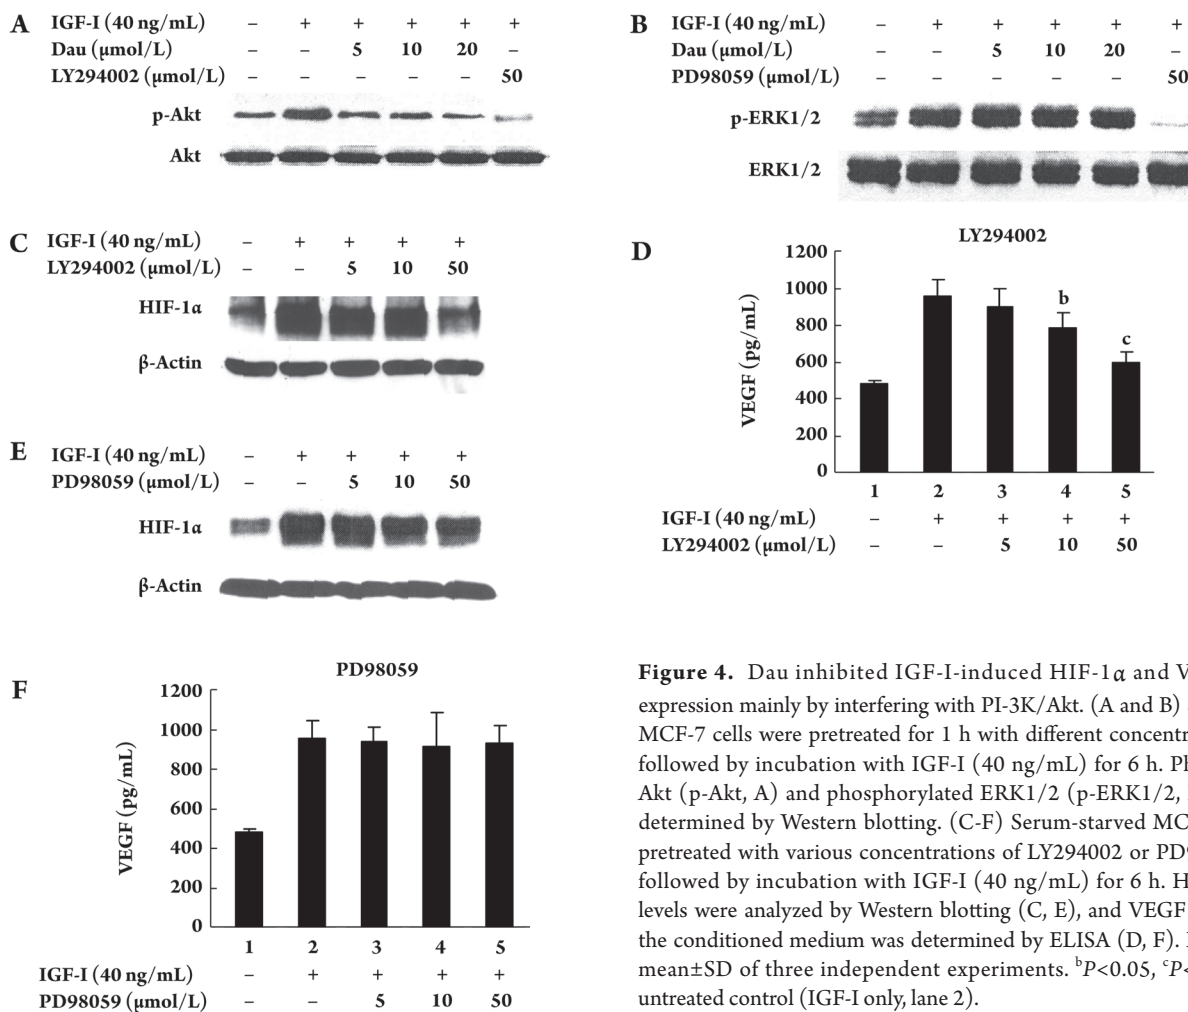 A
IGF-I (40 ng/mL) – + + + + +
Dau (μmol/L) – – 5 10 20 –
LY294002 (μmol/L) – – – – – 50
p-Akt
Akt
B
IGF-I (40 ng/mL) – + + + + +
Dau (μmol/L) – – 5 10 20 –
PD98059 (μmol/L) – – – – – 50
p-ERK1/2
ERK1/2
C
IGF-I (40 ng/mL) – + + + +
LY294002 (μmol/L) – – 5 10 50
HIF-1α
β-Actin
D
LY294002
VEGF (pg/mL)
1200
1000
800
600
400
200
0
b
c
1 2 3 4 5
IGF-I (40 ng/mL) – + + + +
LY294002 (μmol/L) – – 5 10 50
E
IGF-I (40 ng/mL) – + + + +
PD98059 (μmol/L) – – 5 10 50
HIF-1α
β-Actin
F
PD98059
VEGF (pg/mL)
1200
1000
800
600
400
200
0
1 2 3 4 5
IGF-I (40 ng/mL) – + + + +
PD98059 (μmol/L) – – 5 10 50
Figure 4. Dau inhibited IGF-I-induced HIF-1α and V
expression mainly by interfering with PI-3K/Akt. (A and B)
MCF-7 cells were pretreated for 1 h with different concentr
followed by incubation with IGF-I (40 ng/mL) for 6 h. Ph
Akt (p-Akt, A) and phosphorylated ERK1/2 (p-ERK1/2,
determined by Western blotting. (C-F) Serum-starved MC
pretreated with various concentrations of LY294002 or PD9
followed by incubation with IGF-I (40 ng/mL) for 6 h. H
levels were analyzed by Western blotting (C, E), and VEGF
the conditioned medium was determined by ELISA (D, F).
mean±SD of three independent experiments. ᵇP<0.05, ᶜP<
untreated control (IGF-I only, lane 2).